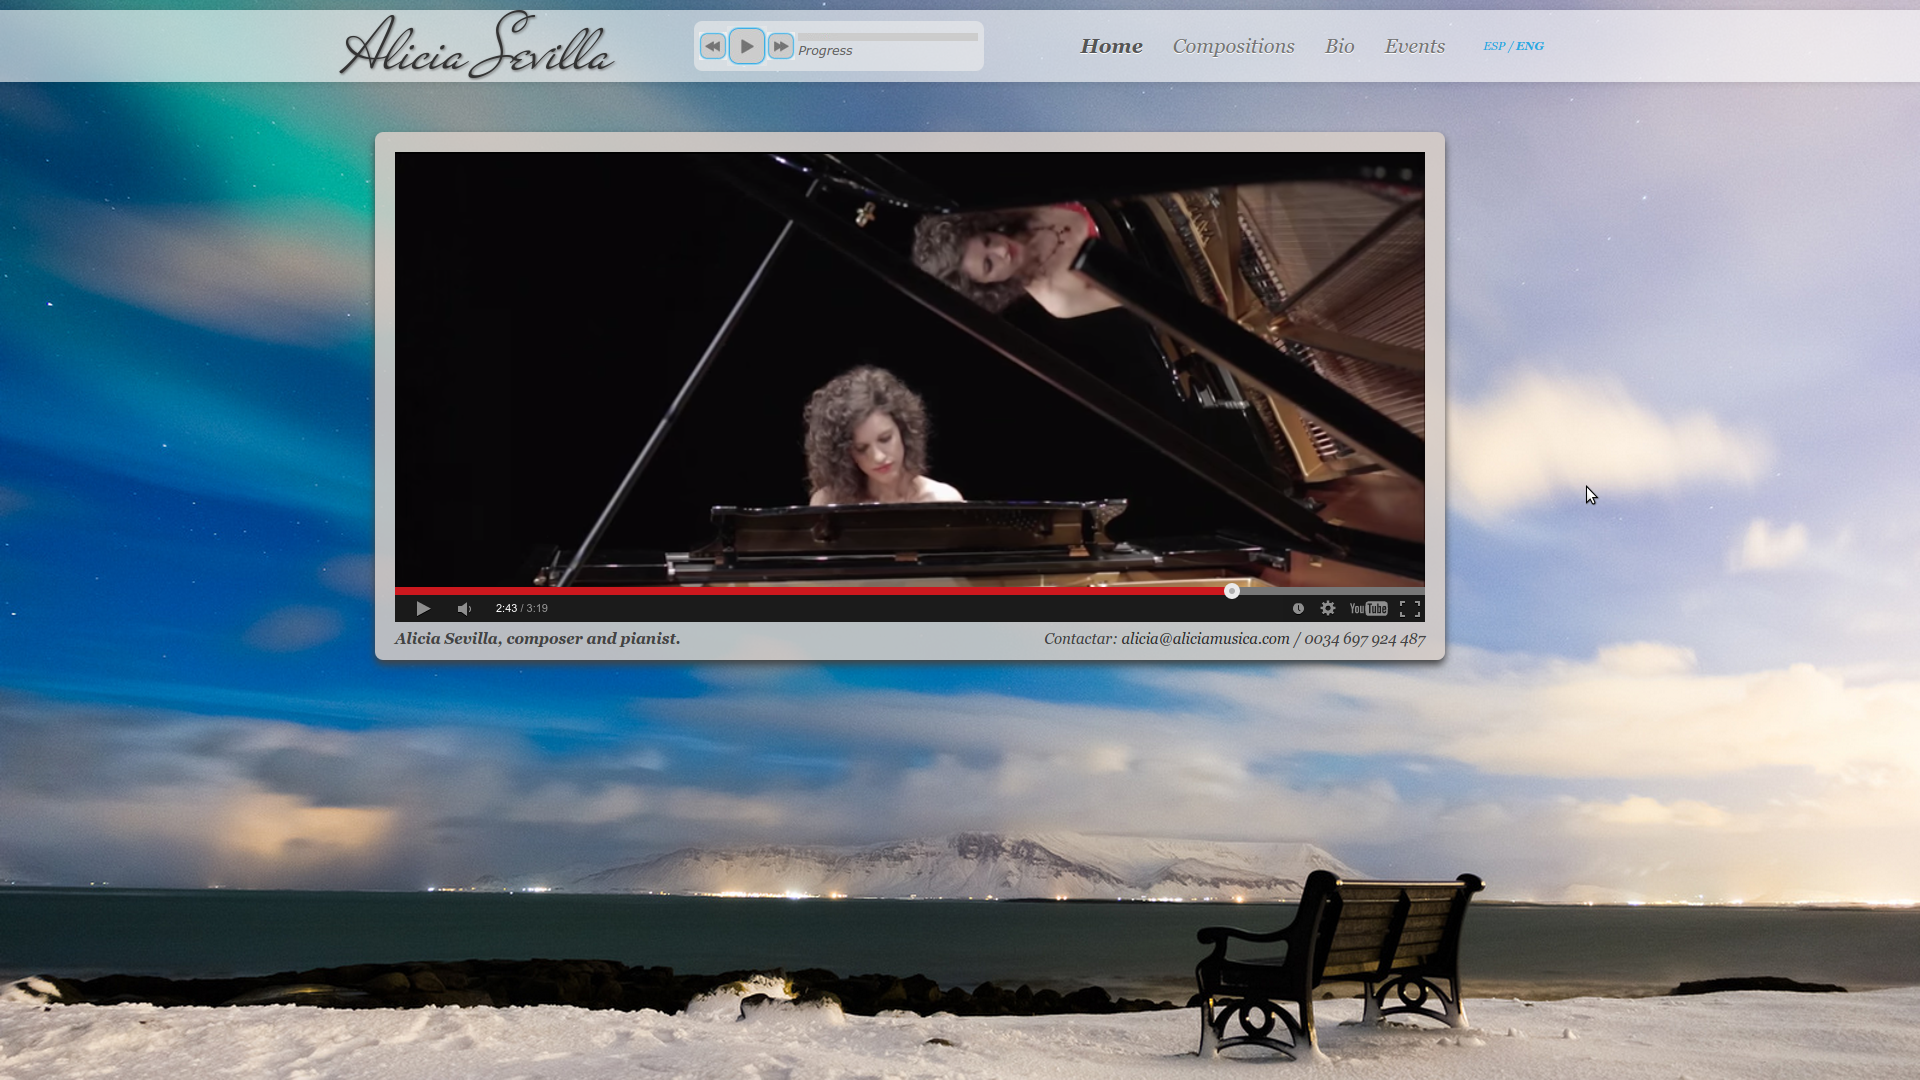 Alicia Sevilla
Progress
Home Compositions Bio Events ESP / ENG
2:43 / 3:19
YouTube
Alicia Sevilla, composer and pianist.
Contactar: alicia@aliciamusica.com / 0034 697 924 487